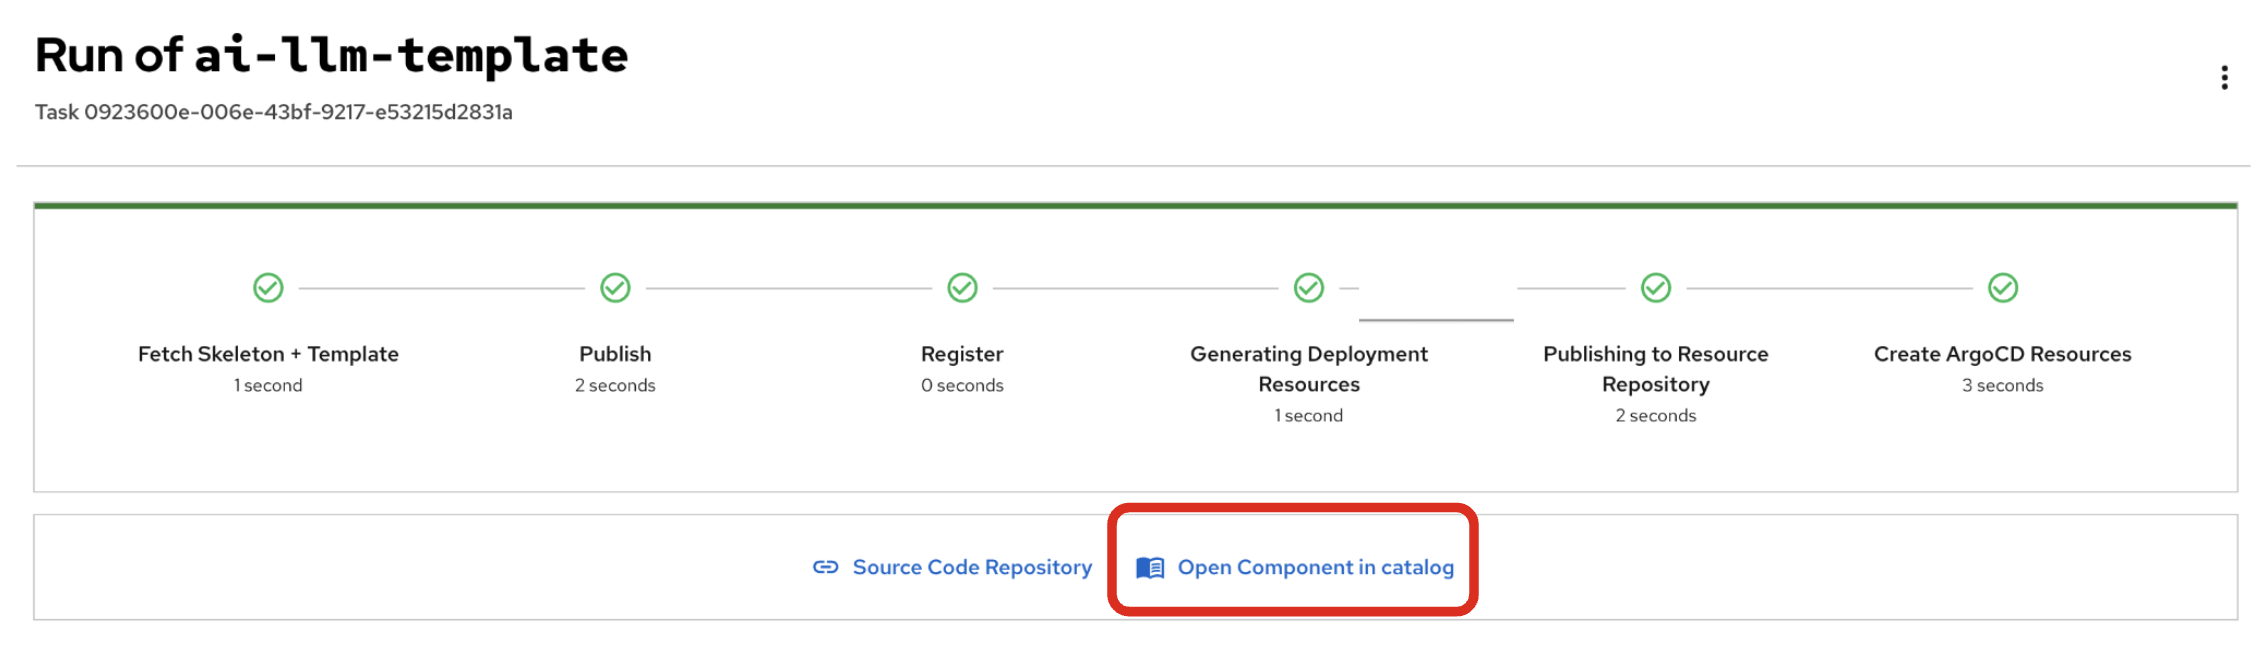 Run of ai-llm-template
Task 0923600e-006e-43bf-9217-e53215d2831a
Fetch Skeleton + Template
1 second
Publish
2 seconds
Register
0 seconds
Generating Deployment
Resources
1 second
Publishing to Resource
Repository
2 seconds
Create ArgoCD Resources
3 seconds
Source Code Repository
Open Component in catalog